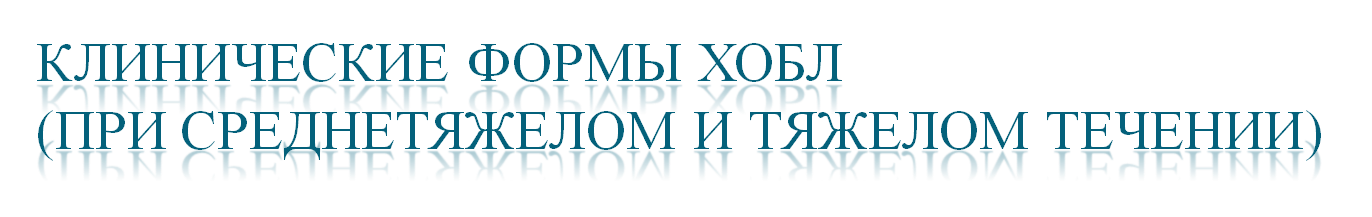 КЛИНИЧЕСКИЕ ФОРМЫ ХОБЛ
(ПРИ СРЕДНЕТЯЖЕЛОМ И ТЯЖЕЛОМ ТЕЧЕНИИ)